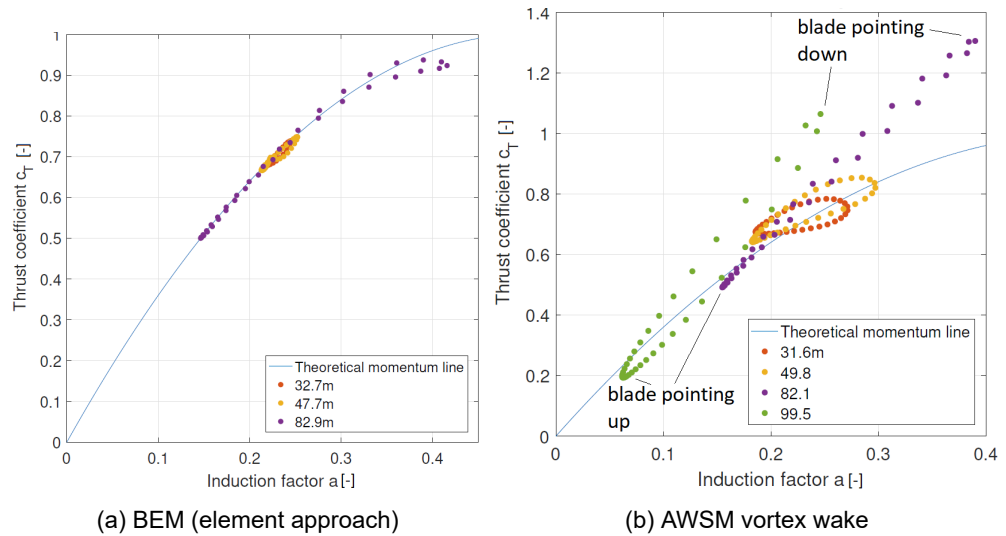 Thrust coefficient cT [-]
1
0.9
0.8
0.7
0.6
0.5
0.4
0.3
0.2
0.1
0
0
0.1
0.2
0.3
0.4
Induction factor a [-]
Theoretical momentum line
32.7m
47.7m
82.9m
(a) BEM (element approach)
Thrust coefficient cT [-]
1.4
1.2
1
0.8
0.6
0.4
0.2
0
0
0.1
0.2
0.3
0.4
Induction factor a [-]
blade pointing
down
blade pointing
up
Theoretical momentum line
31.6m
49.8
82.1
99.5
(b) AWSM vortex wake